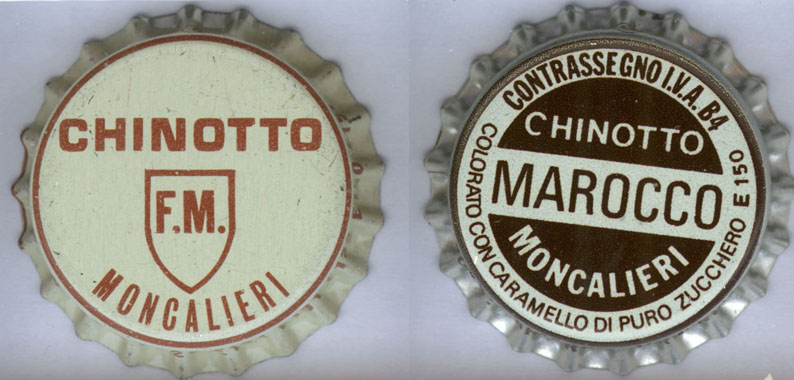 CHINOTTO
F.M.
MONCALIERI
CONTRASSEGNO I.V.A. B4
CHINOTTO
MAROCCO
MONCALIERI
COLORATO CON CARAMELLO DI PURO ZUCCHERO E 150